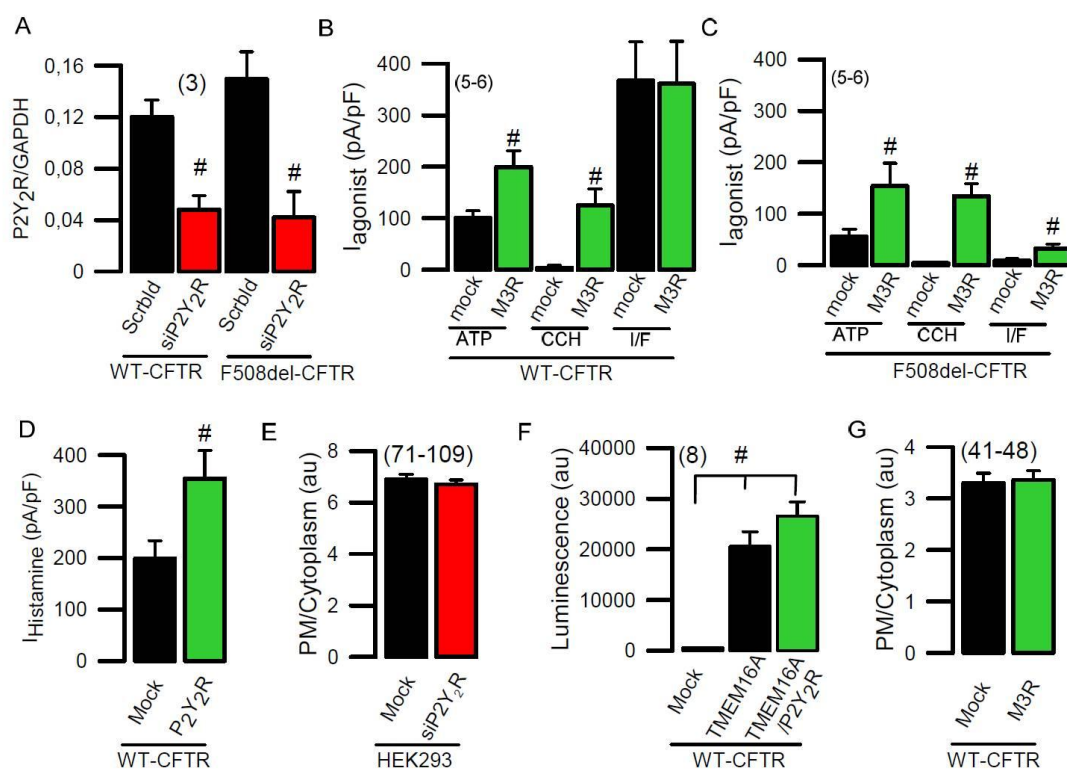 A
P2Y₂R/GAPDH
0,16
0,12
0,08
0,04
0
(3)
#
#
Scrbld
siP2Y₂R
Scrbld
siP2Y₂R
WT-CFTR
F508del-CFTR
B
Iagonist (pA/pF)
400
300
200
100
0
(5-6)
#
#
mock
M3R
mock
M3R
mock
M3R
ATP
CCH
I/F
WT-CFTR
C
Iagonist (pA/pF)
400
300
200
100
0
(5-6)
#
#
#
mock
M3R
mock
M3R
mock
M3R
ATP
CCH
I/F
F508del-CFTR
D
IHistamine (pA/pF)
400
300
200
100
0
#
Mock
P2Y₂R
WT-CFTR
E
PM/Cytoplasm (au)
8
6
4
2
0
(71-109)
Mock
siP2Y₂R
HEK293
F
Luminescence (au)
40000
30000
20000
10000
0
(8)
#
Mock
TMEM16A
TMEM16A
/P2Y₂R
WT-CFTR
G
PM/Cytoplasm (au)
4
3
2
1
0
(41-48)
Mock
M3R
WT-CFTR